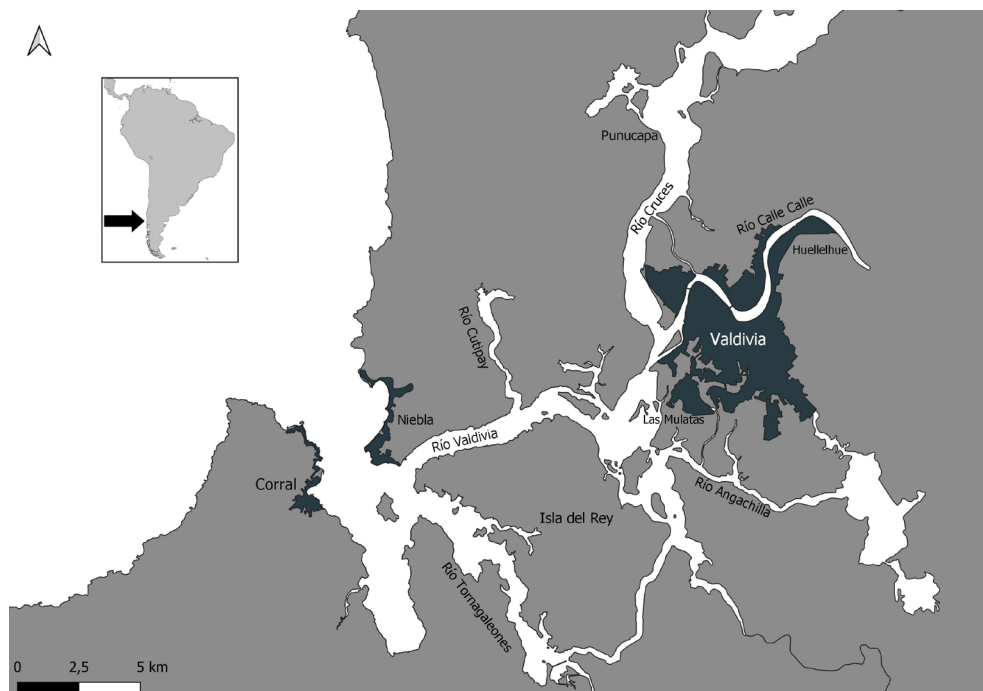 Punucapa
Río Cruces
Río Calle Calle
Huellelhue
Río Cutipay
Valdivia
Niebla
Las Mulatas
Río Valdivia
Corral
Río Angachilla
Isla del Rey
Río Tornagaleones
0 2,5 5 km